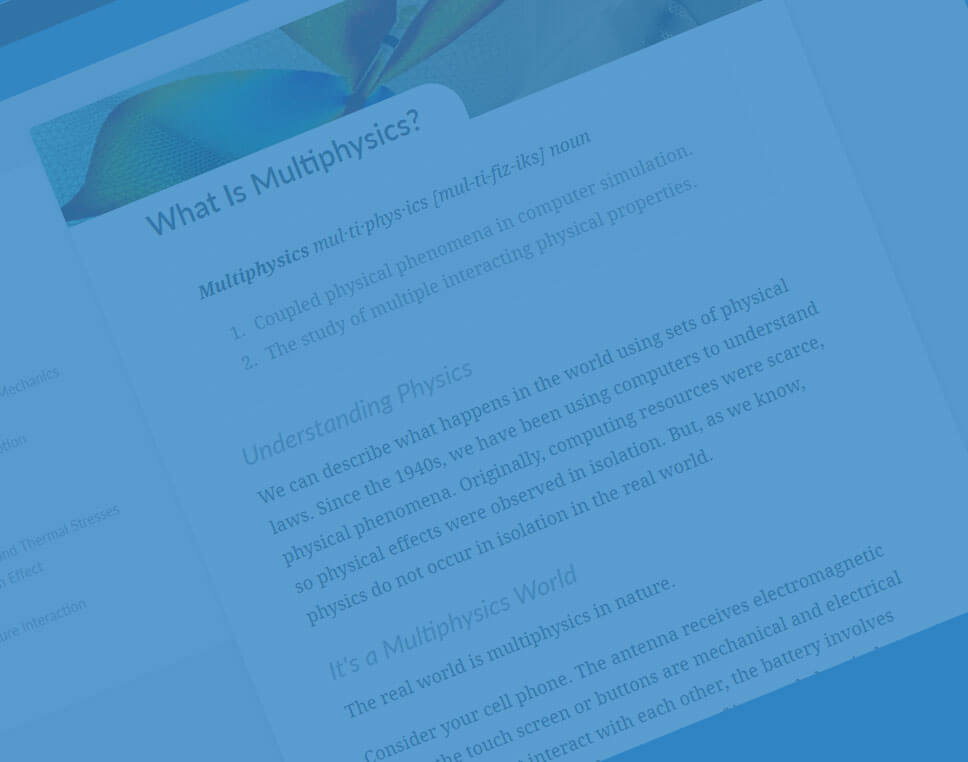 What Is Multiphysics?
Multiphysics mul·ti·phys·ics [mul-ti-fiz-iks] noun
1. Coupled physical phenomena in computer simulation.
2. The study of multiple interacting physical properties.
Understanding Physics
We can describe what happens in the world using sets of physical
laws. Since the 1940s, we have been using computers to understand
physical phenomena. Originally, computing resources were scarce,
so physical effects were observed in isolation. But, as we know,
physics do not occur in isolation in the real world.
It's a Multiphysics World
The real world is multiphysics in nature.
Consider your cell phone. The antenna receives electromagnetic
the touch screen or buttons are mechanical and electrical
interact with each other, the battery involves
Mechanics
and Thermal Stresses
Effect
Interaction